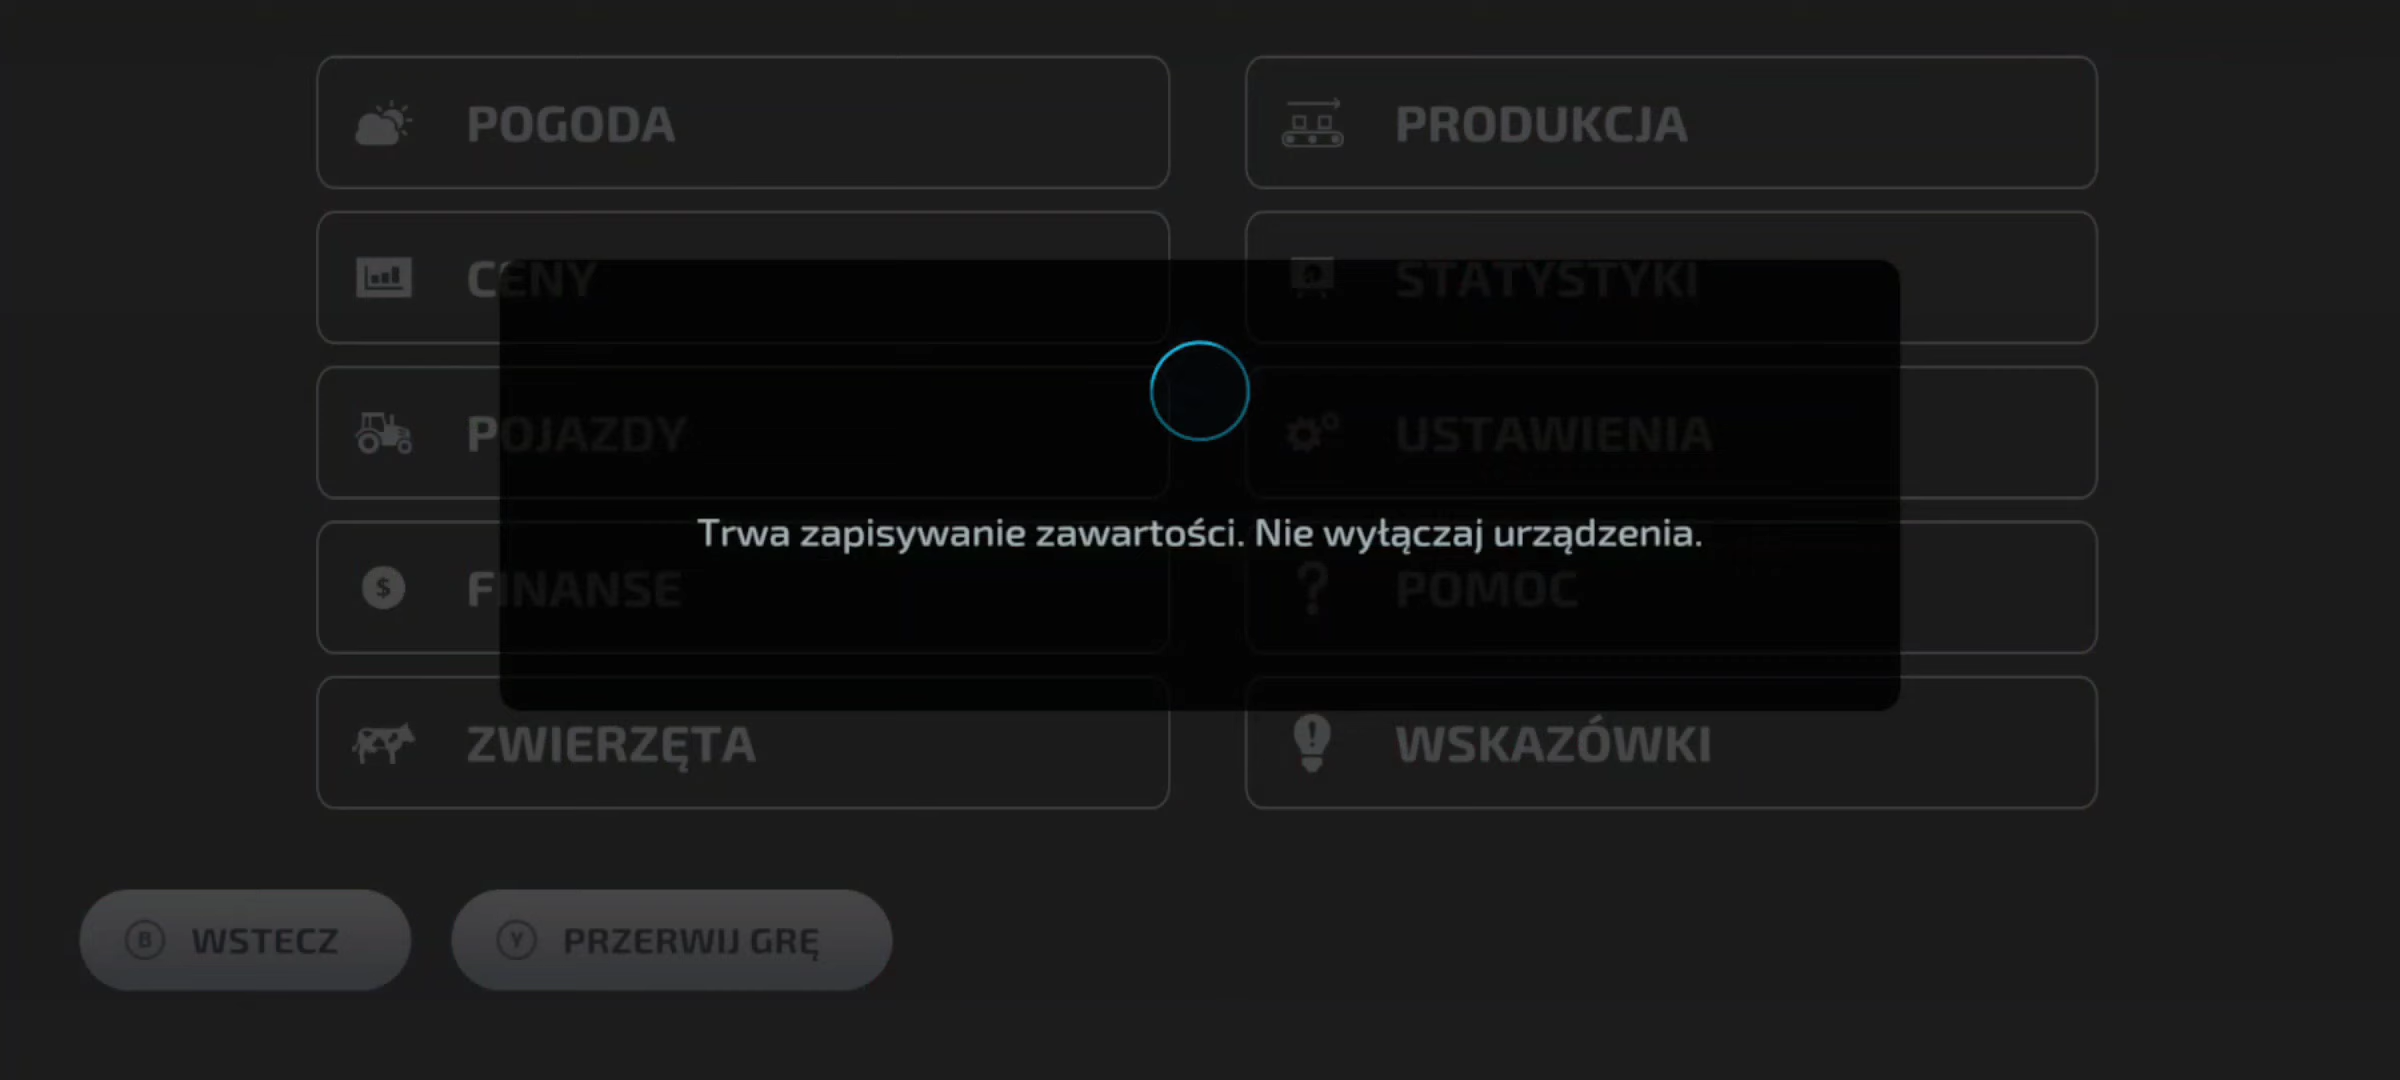 POGODA
PRODUKCJA
CENY
STATYSTYKI
POJAZDY
USTAWIENIA
Trwa zapisywanie zawartości. Nie wyłączaj urządzenia.
$ FINANSE
? POMOC
ZWIERZĘTA
! WSKAZÓWKI
B WSTECZ
Y PRZERWIJ GRĘ